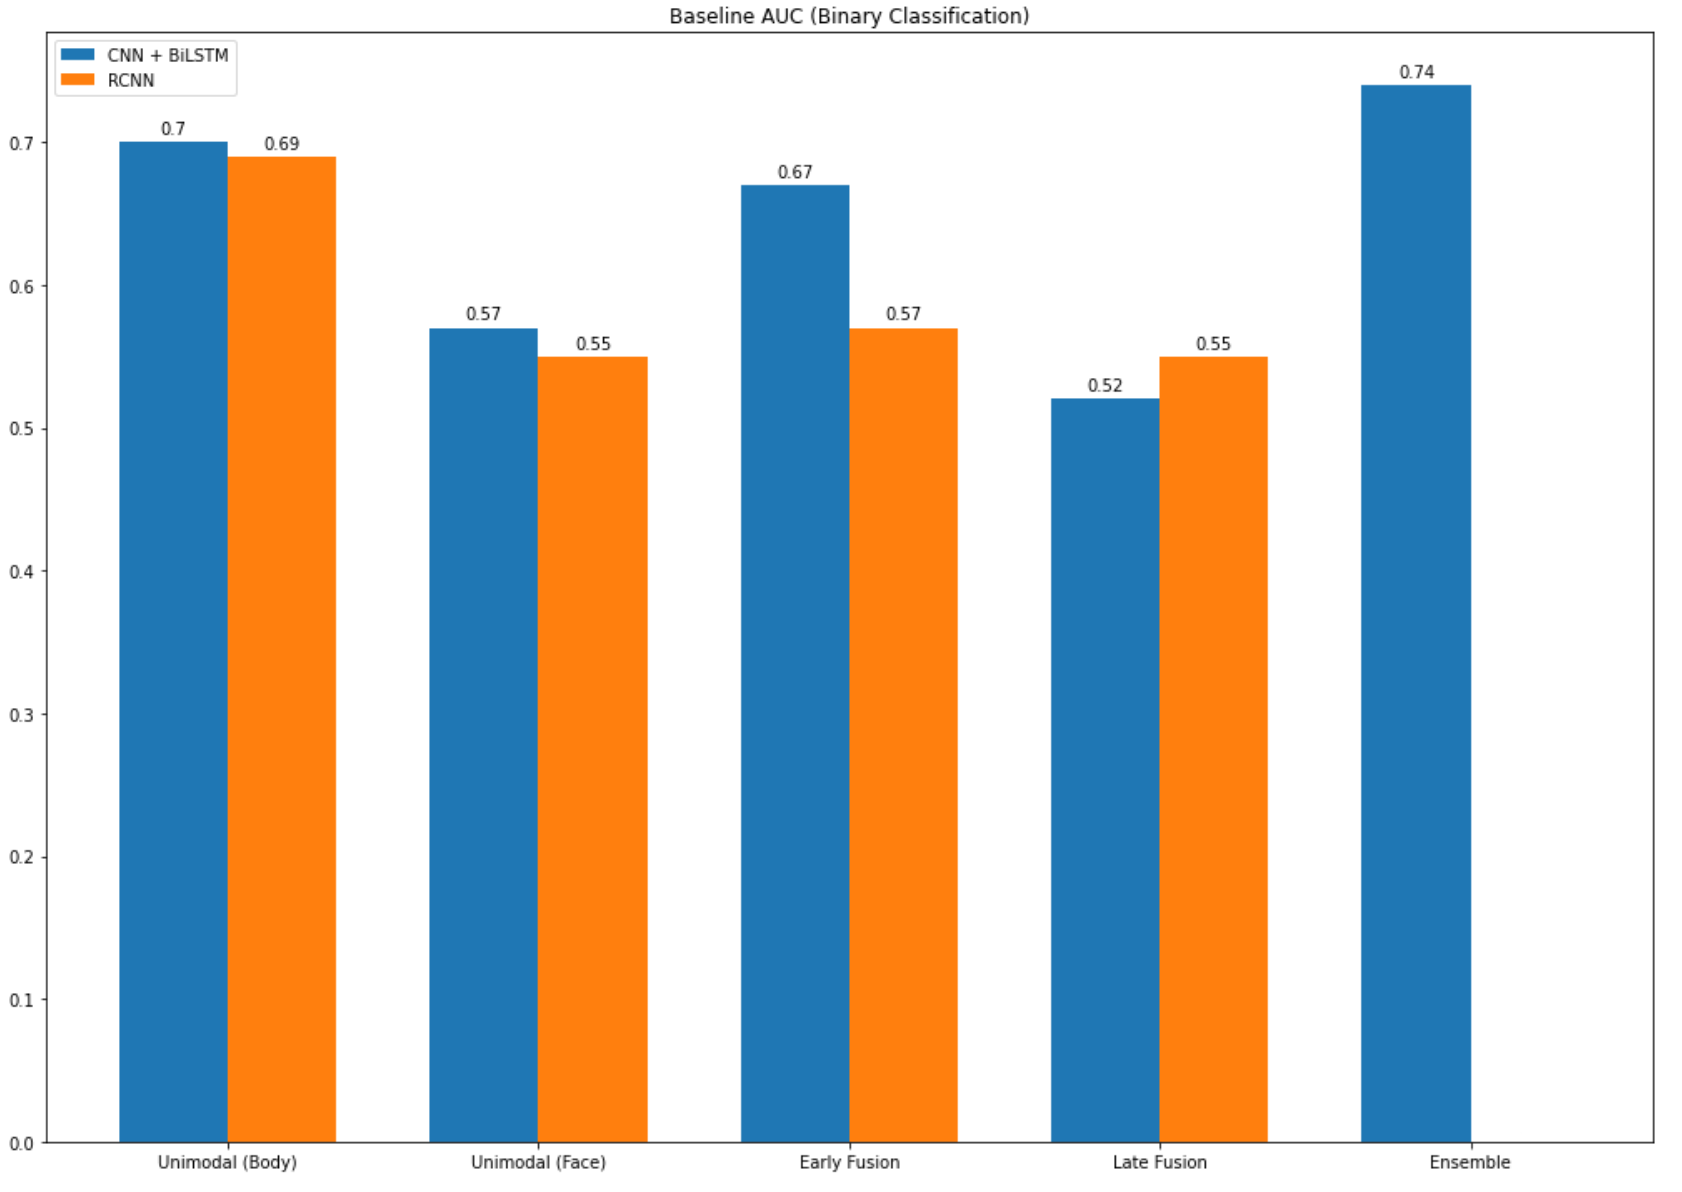 Baseline AUC (Binary Classification)
CNN + BiLSTM
RCNN
0.7
0.69
0.57
0.55
0.67
0.57
0.52
0.55
0.74
0.7
0.6
0.5
0.4
0.3
0.2
0.1
0.0
Unimodal (Body)
Unimodal (Face)
Early Fusion
Late Fusion
Ensemble